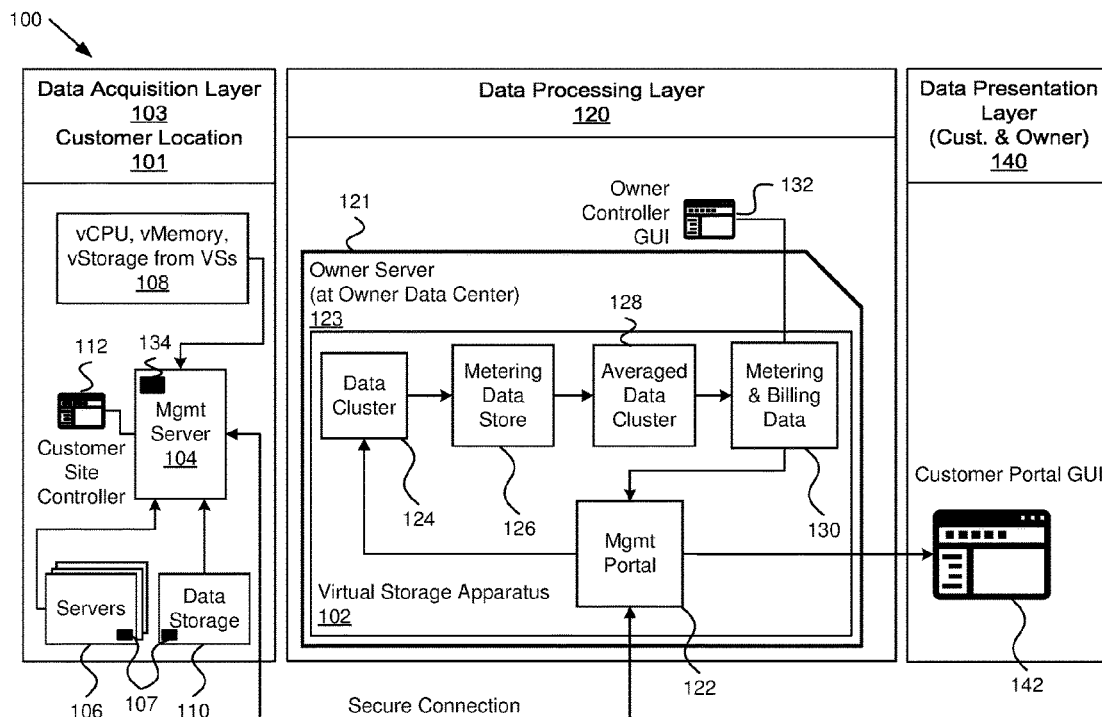 100
Data Acquisition Layer
103
Customer Location
101
Data Processing Layer
120
Data Presentation
Layer
(Cust. & Owner)
140
vCPU, vMemory,
vStorage from VSs
108
112
134
Mgmt
Server
104
Customer
Site
Controller
Servers
Data
Storage
106
107
110
121
Owner
Controller
GUI
132
Owner Server
(at Owner Data Center)
123
128
Data
Cluster
Metering
Data
Store
Averaged
Data
Cluster
Metering
& Billing
Data
124
126
130
Mgmt
Portal
Virtual Storage Apparatus
102
122
Secure Connection
Customer Portal GUI
142